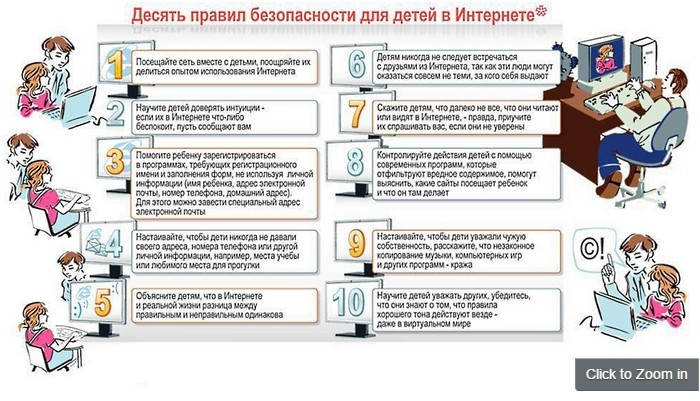 Десять правил безопасности для детей в Интернете*
1
Посещайте сеть вместе с детьми, поощряйте их
делиться опытом использования Интернета
2
Научите детей доверять интуиции -
если их в Интернете что-либо
беспокоит, пусть сообщают вам
3
Помогите ребенку зарегистрироваться
в программах, требующих регистрационного
имени и заполнения форм, не используя личной
информации (имя ребенка, адрес электронной
почты, номер телефона, домашний адрес).
Для этого можно завести специальный адрес
электронной почты
4
Настаивайте, чтобы дети никогда не давали
своего адреса, номера телефона или другой
личной информации, например, места учебы
или любимого места для прогулки
5
Объясните детям, что в Интернете
и реальной жизни разница между
правильным и неправильным одинакова
6
Детям никогда не следует встречаться
с друзьями из Интернета, так как эти люди могут
оказаться совсем не теми, за кого себя выдают
7
Скажите детям, что далеко не все, что они читают
или видят в Интернете, - правда, приучите
их спрашивать вас, если они не уверены
8
Контролируйте действия детей с помощью
современных программ, которые
отфильтруют вредное содержимое, помогут
выяснить, какие сайты посещает ребенок
и что он там делает
9
Настаивайте, чтобы дети уважали чужую
собственность, расскажите, что незаконное
копирование музыки, компьютерных игр
и других программ - кража
10
Научите детей уважать других, убедитесь,
что они знают о том, что правила
хорошего тона действуют везде -
даже в виртуальном мире
©!
Click to Zoom in